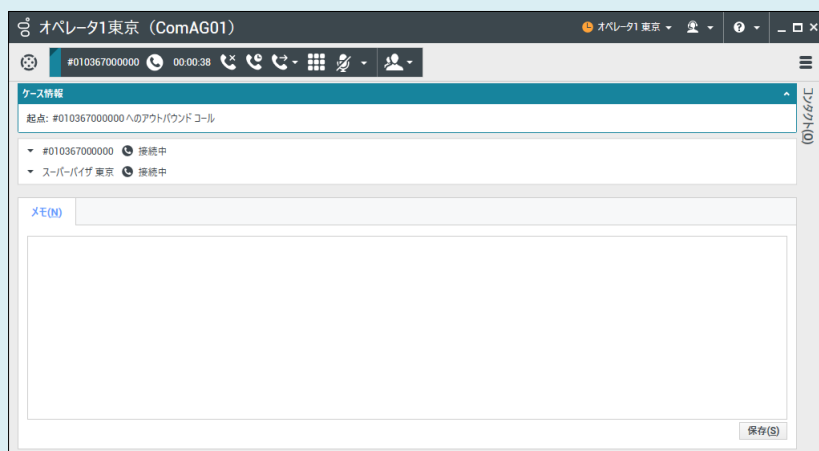 オペレータ1東京（ComAG01）
オペレータ1 東京
#010367000000 00:00:38
ケース情報
起点: #010367000000 へのアウトバウンド コール
#010367000000 接続中
スーパーバイザ 東京 接続中
コンタクト(O)
メモ(N)
保存(S)